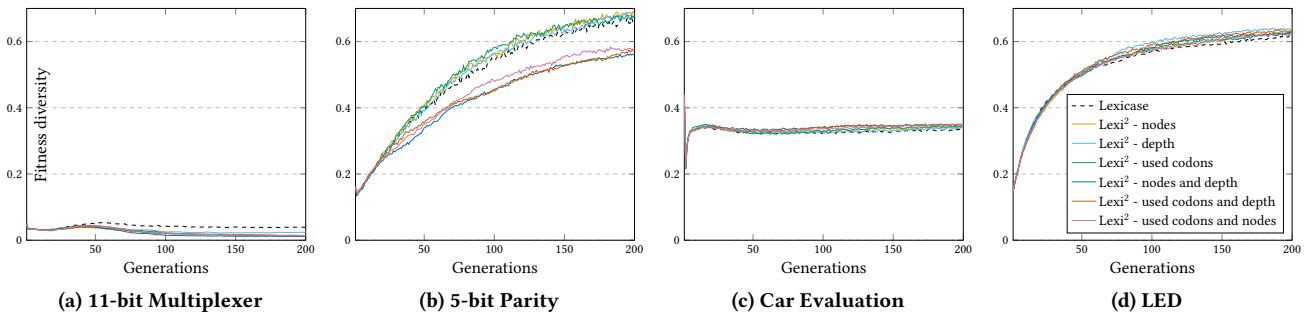 Fitness diversity
0.6
0.4
0.2
0
50
100
150
200
Generations
(a) 11-bit Multiplexer
0.6
0.4
0.2
0
50
100
150
200
Generations
(b) 5-bit Parity
0.6
0.4
0.2
0
50
100
150
200
Generations
(c) Car Evaluation
0.6
0.4
0.2
0
50
100
150
200
Generations
(d) LED
Lexicase
Lexi² - nodes
Lexi² - depth
Lexi² - used codons
Lexi² - nodes and depth
Lexi² - used codons and depth
Lexi² - used codons and nodes